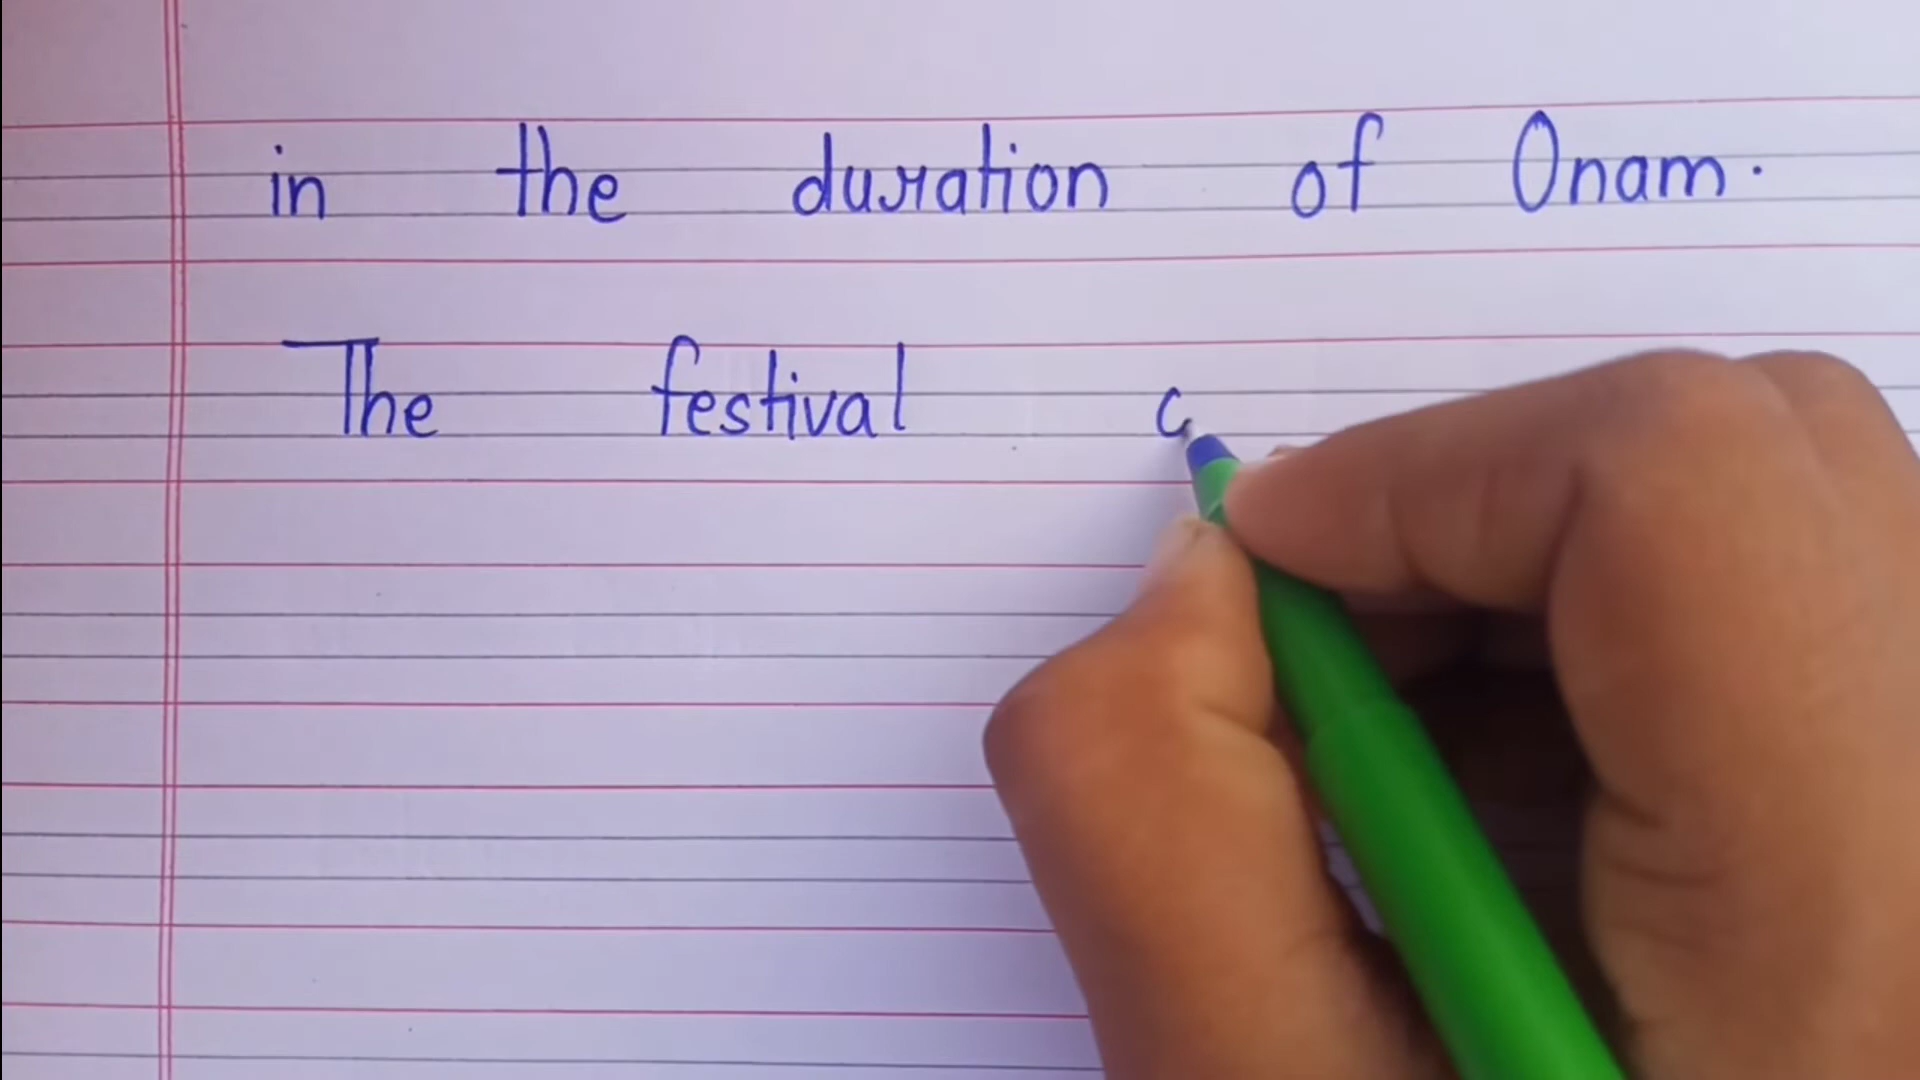 in the duration of Onam.
The festival c